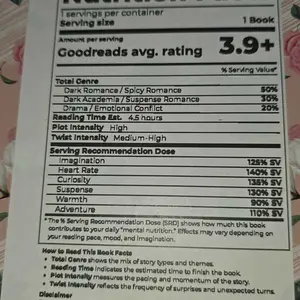 1 servings per container
Serving size 1 Book
Amount per serving
Goodreads avg. rating 3.9+
% Serving Value*
Total Genre
Dark Romance / Spicy Romance 50%
Dark Academia / Suspense Romance 30%
Drama / Emotional Conflict 20%
Reading Time Est. 4.5 hours
Plot Intensity High
Twist Intensity Medium-High
Serving Recommendation Dose
Imagination 125% SV
Heart Rate 140% SV
Curiosity 135% SV
Suspense 130% SV
Warmth 90% SV
Adventure 110% SV
*The % Serving Recommendation Dose (SRD) shows how much this book
contributes to your daily "mental nutrition." Effects may vary depending on
your reading pace, mood, and imagination.
How to Read This Book Facts
• Total Genre shows the mix of story types and themes.
• Reading Time indicates the estimated time to finish the book.
• Plot Intensity measures the pacing and momentum of the story.
• Twist Intensity reflects the frequency of surprises and unexpected turns.
Disclaimer